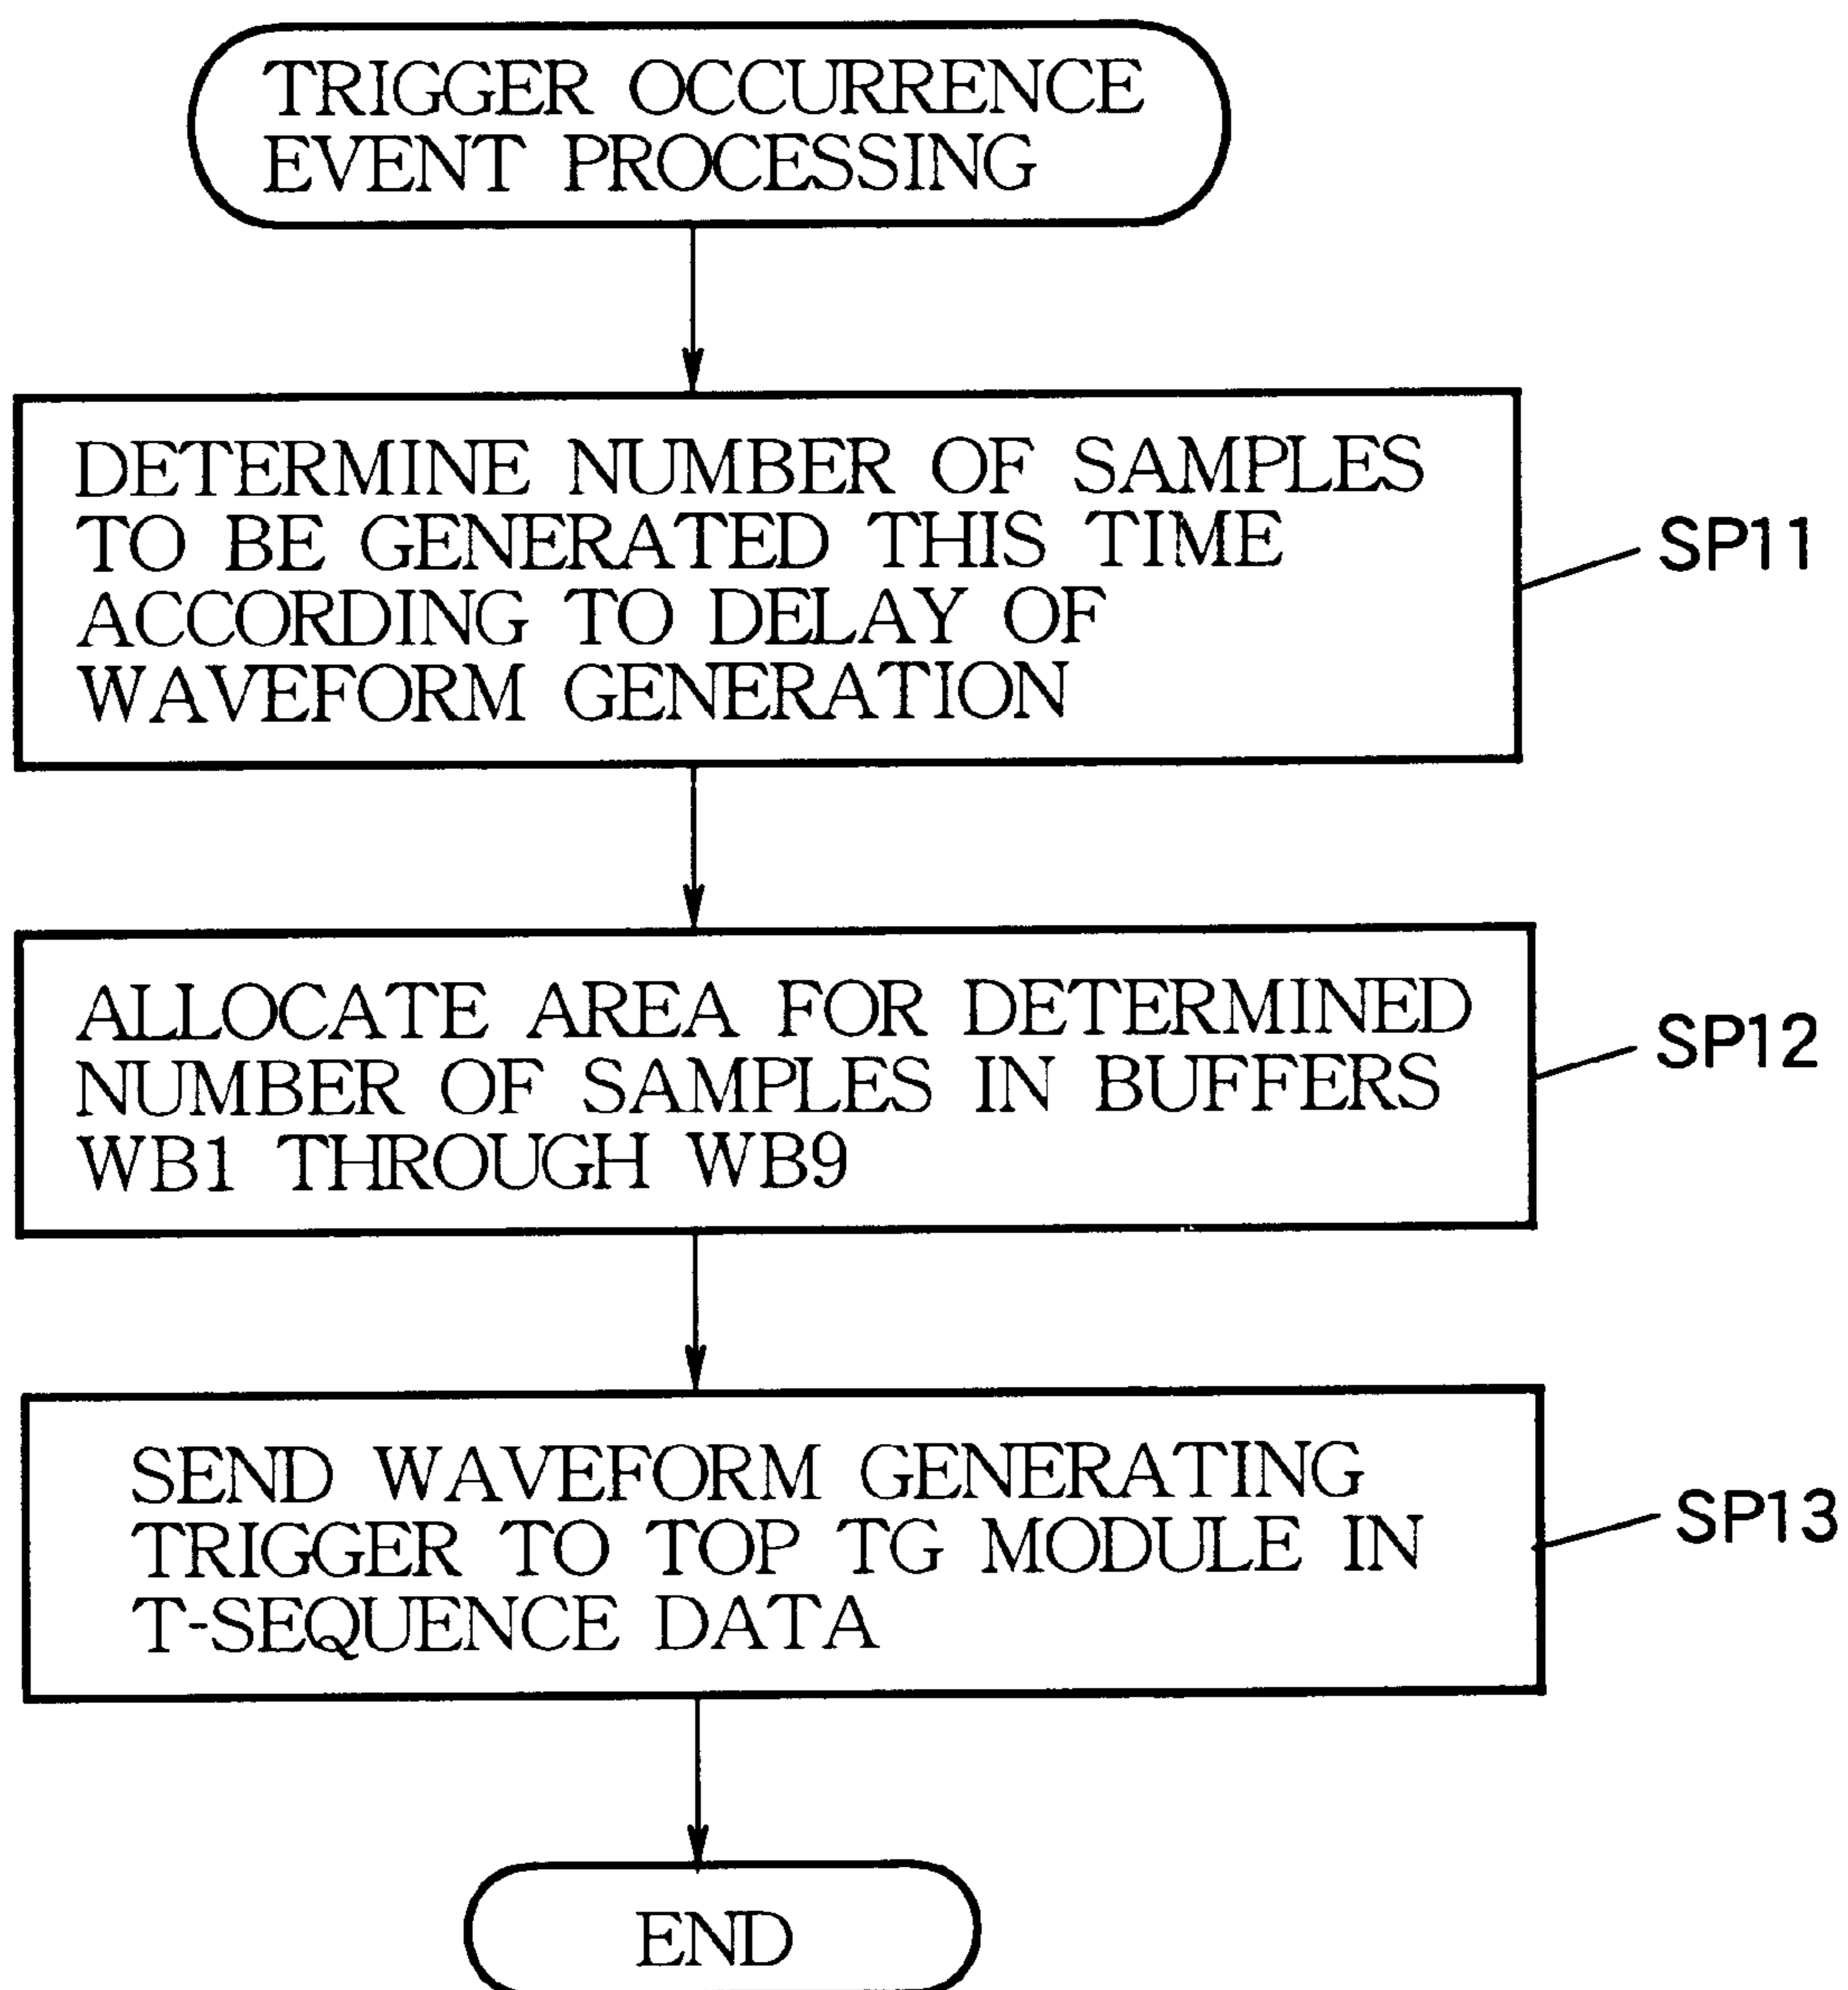 TRIGGER OCCURRENCE
EVENT PROCESSING
DETERMINE NUMBER OF SAMPLES
TO BE GENERATED THIS TIME
ACCORDING TO DELAY OF
WAVEFORM GENERATION
SP11
ALLOCATE AREA FOR DETERMINED
NUMBER OF SAMPLES IN BUFFERS
WB1 THROUGH WB9
SP12
SEND WAVEFORM GENERATING
TRIGGER TO TOP TG MODULE IN
T-SEQUENCE DATA
SP13
END